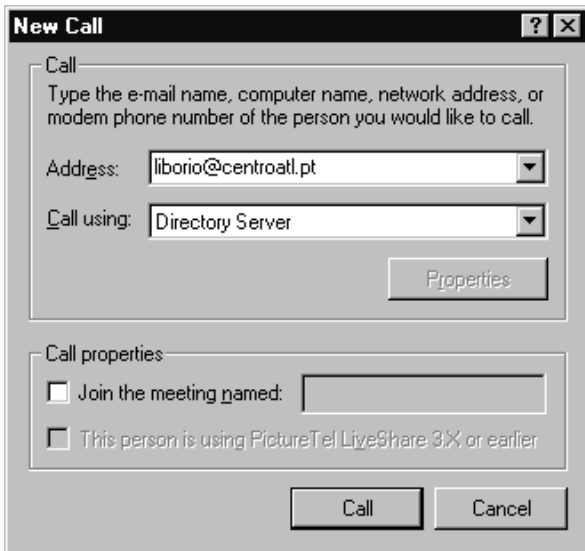 New Call
Call
Type the e-mail name, computer name, network address, or
modem phone number of the person you would like to call.
Address: liborio@centroatl.pt
Call using: Directory Server
Properties
Call properties
Join the meeting named:
This person is using PictureTel LiveShare 3.X or earlier
Call Cancel